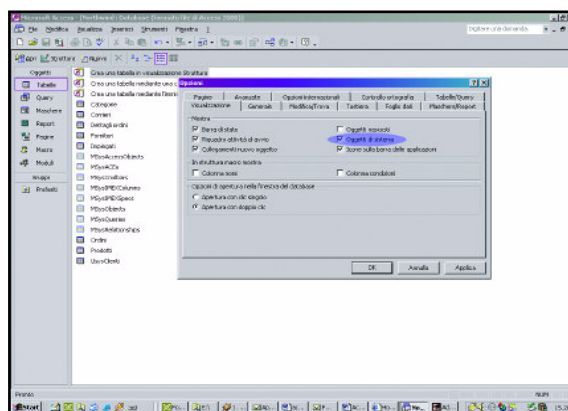 Microsoft Access - [Northwind : Database (formato file di Access 2000)]
File Modifica Visualizza Inserisci Strumenti Finestra ?
Digitare una domanda.
Apri Struttura Nuovo
Oggetti
Tabelle
Query
Maschere
Report
Pagine
Macro
Moduli
Gruppi
Preferiti
Crea una tabella in visualizzazione Struttura
Crea una tabella mediante una c
Crea una tabella mediante l'inser
Categorie
Corrieri
Dettagli ordini
Fornitori
Impiegati
MSysAccessObjects
MSysACEs
MSysCmdbars
MSysIMEXColumns
MSysIMEXSpecs
MSysObjects
MSysQueries
MSysRelationships
Ordini
Prodotti
UsysClienti
Opzioni
Pagine Avanzate Opzioni internazionali Controllo ortografia Tabelle/Query
Visualizzazione Generale Modifica/Trova Tastiera Foglio dati Maschere/Report
Mostra
Barra di stato
Oggetti nascosti
Riquadro attività di avvio
Oggetti di sistema
Collegamenti nuovo oggetto
Icone sulla barra delle applicazioni
In struttura macro mostra
Colonna nomi
Colonna condizioni
Opzioni di apertura nella finestra del database
Apertura con clic singolo
Apertura con doppio clic
OK Annulla Applica
Pronto
NUM
Start